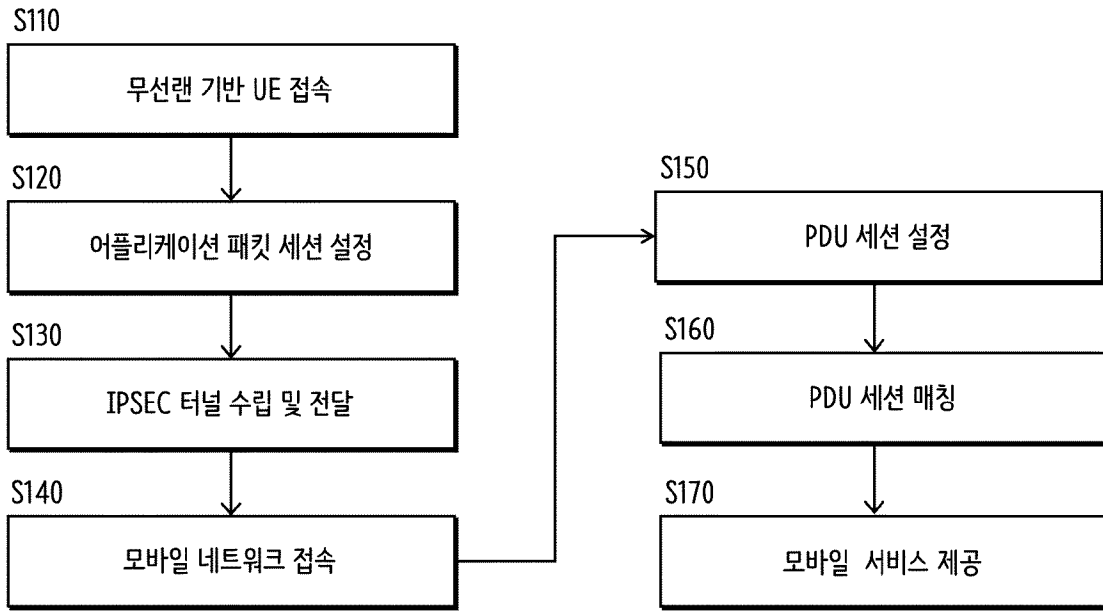 S110
무선랜 기반 UE 접속
S120
어플리케이션 패킷 세션 설정
S130
IPSEC 터널 수립 및 전달
S140
모바일 네트워크 접속
S150
PDU 세션 설정
S160
PDU 세션 매칭
S170
모바일 서비스 제공